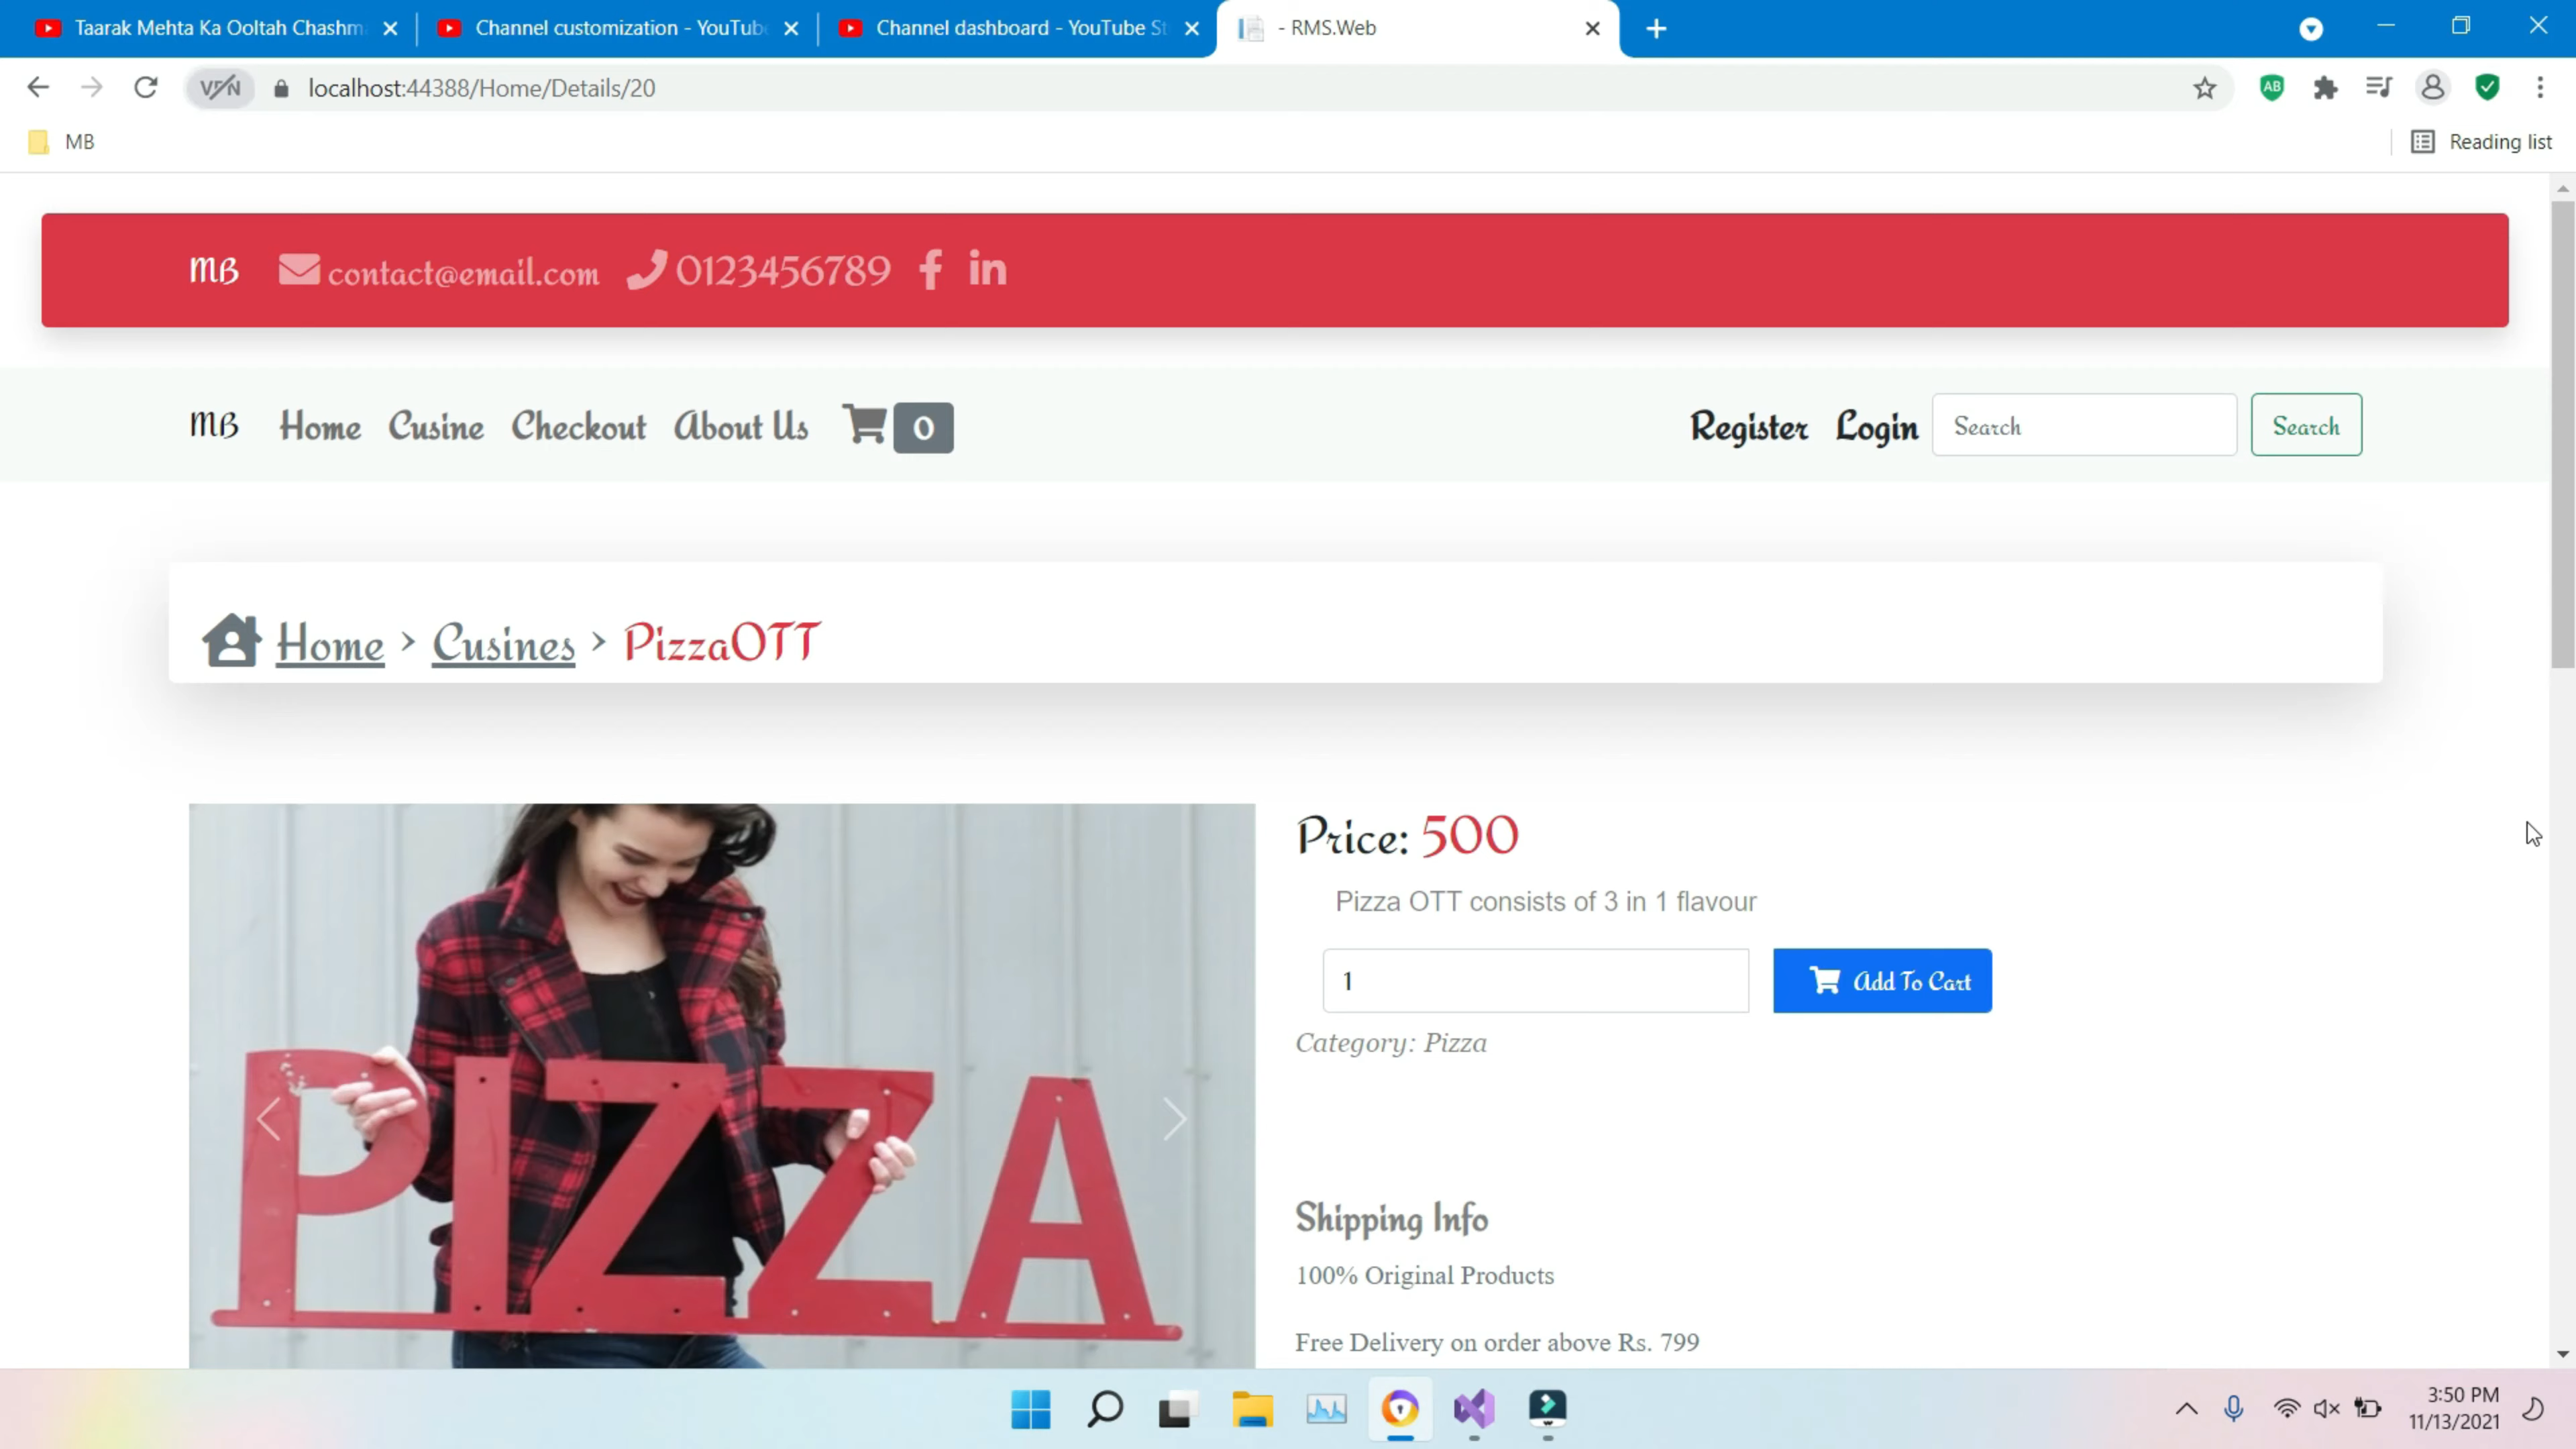 Taarak Mehta Ka Ooltah Chashm
Channel customization - YouTub
Channel dashboard - YouTube St
- RMS.Web
VPN
localhost:44388/Home/Details/20
AB
MB
Reading list
MB contact@email.com 0123456789
MB Home Cusine Checkout About Us 0 Register Login Search Search
Home > Cusines > PizzaOTT
PIZZA
Price: 500
Pizza OTT consists of 3 in 1 flavour
1 Add To Cart
Category: Pizza
Shipping Info
100% Original Products
Free Delivery on order above Rs. 799
3:50 PM
11/13/2021